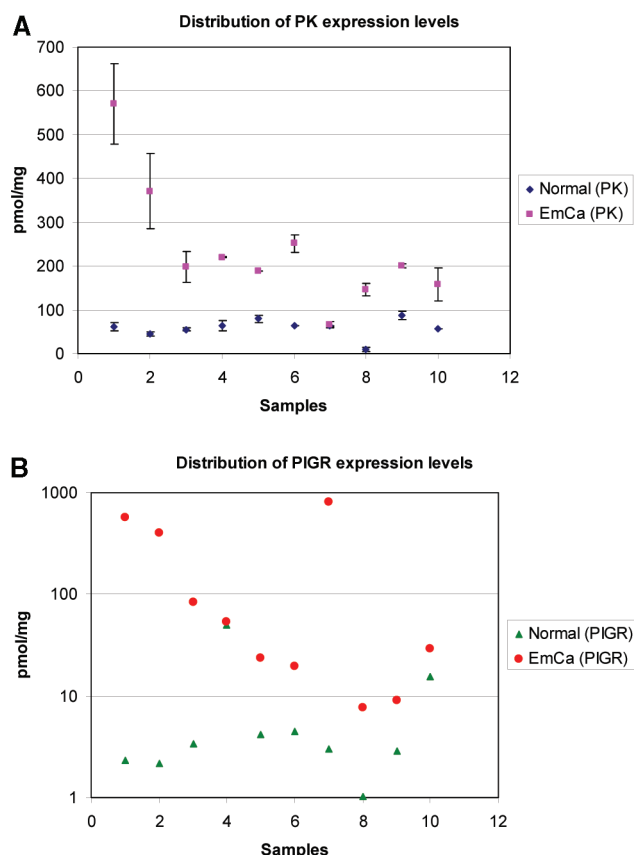 A
Distribution of PK expression levels
700
600
500
400
300
200
100
0
pmol/mg
0 2 4 6 8 10 12
Samples
Normal (PK)
EmCa (PK)
B
Distribution of PIGR expression levels
1000
100
10
1
pmol/mg
0 2 4 6 8 10 12
Samples
Normal (PIGR)
EmCa (PIGR)